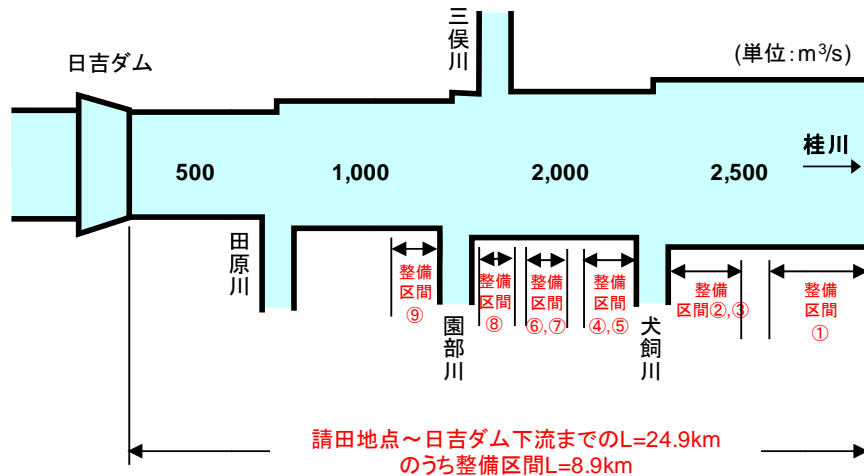 三俣川
日吉ダム
(単位:m³/s)
500
1,000
2,000
2,500
桂川
田原川
園部川
犬飼川
整備
区間
⑨
整備
区間
⑧
整備
区間
⑥,⑦
整備
区間
④,⑤
整備
区間②,③
整備
区間
①
請田地点～日吉ダム下流までのL=24.9km
のうち整備区間L=8.9km